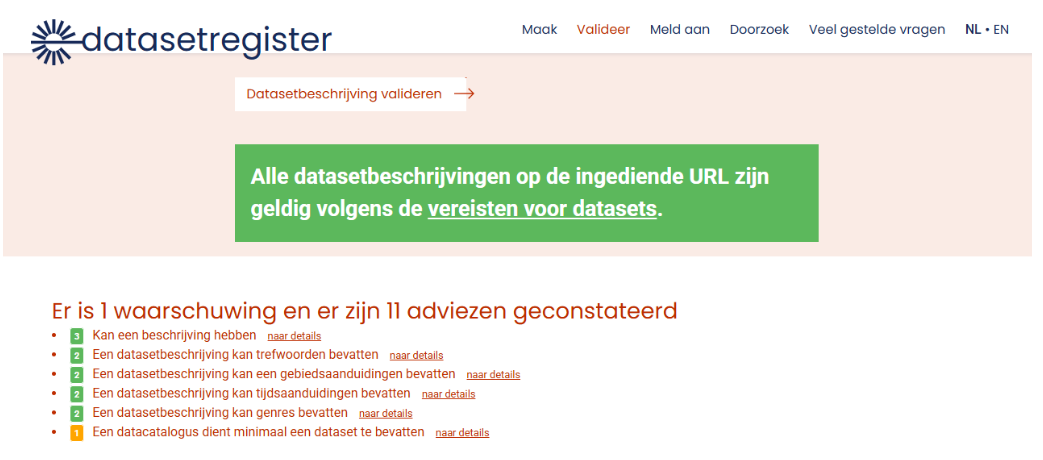 datasetregister
Maak Valideer Meld aan Doorzoek Veel gestelde vragen NL • EN
Datasetbeschrijving valideren →
Alle datasetbeschrijvingen op de ingediende URL zijn
geldig volgens de vereisten voor datasets.
Er is 1 waarschuwing en er zijn 11 adviezen geconstateerd
• 3 Kan een beschrijving hebben naar details
• 2 Een datasetbeschrijving kan trefwoorden bevatten naar details
• 2 Een datasetbeschrijving kan een gebiedsaanduidingen bevatten naar details
• 2 Een datasetbeschrijving kan tijdsaanduidingen bevatten naar details
• 2 Een datasetbeschrijving kan genres bevatten naar details
• 1 Een datacatalogus dient minimaal een dataset te bevatten naar details